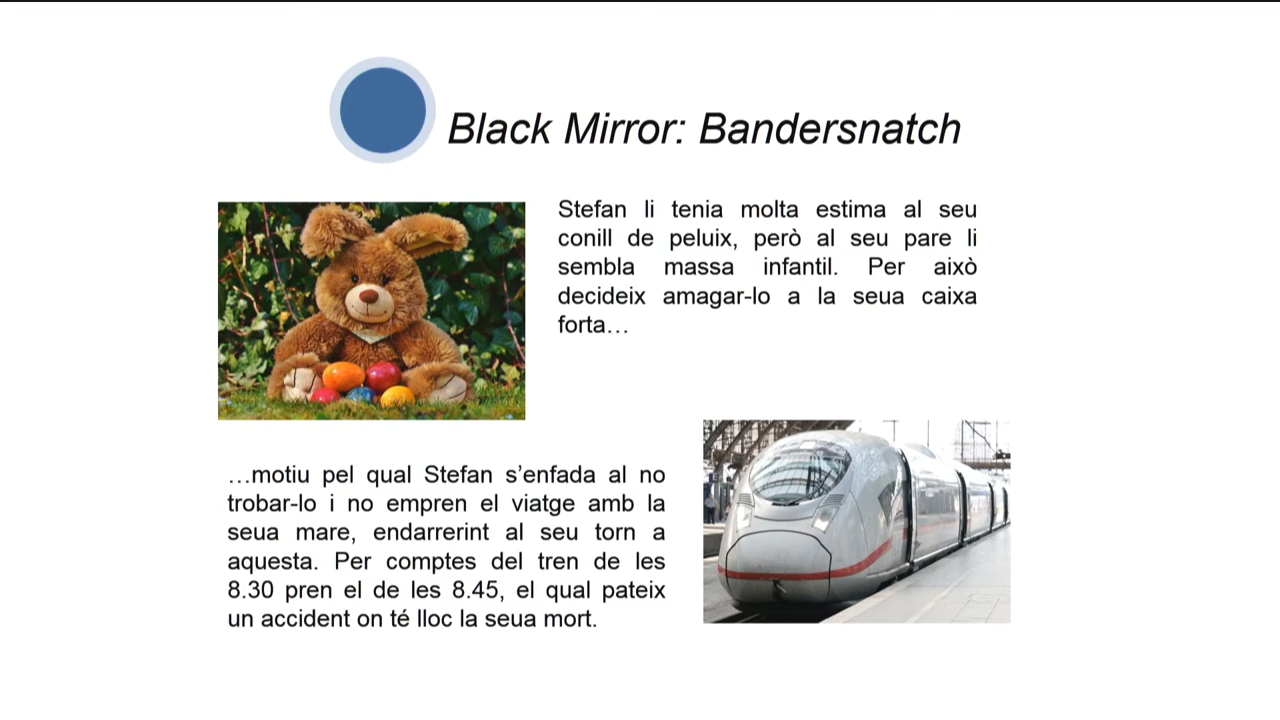 Black Mirror: Bandersnatch
Stefan li tenia molta estima al seu
conill de peluix, però al seu pare li
sembla massa infantil. Per això
decideix amagar-lo a la seua caixa
forta…
…motiu pel qual Stefan s’enfada al no
trobar-lo i no empren el viatge amb la
seua mare, endarrerint al seu torn a
aquesta. Per comptes del tren de les
8.30 pren el de les 8.45, el qual pateix
un accident on té lloc la seua mort.